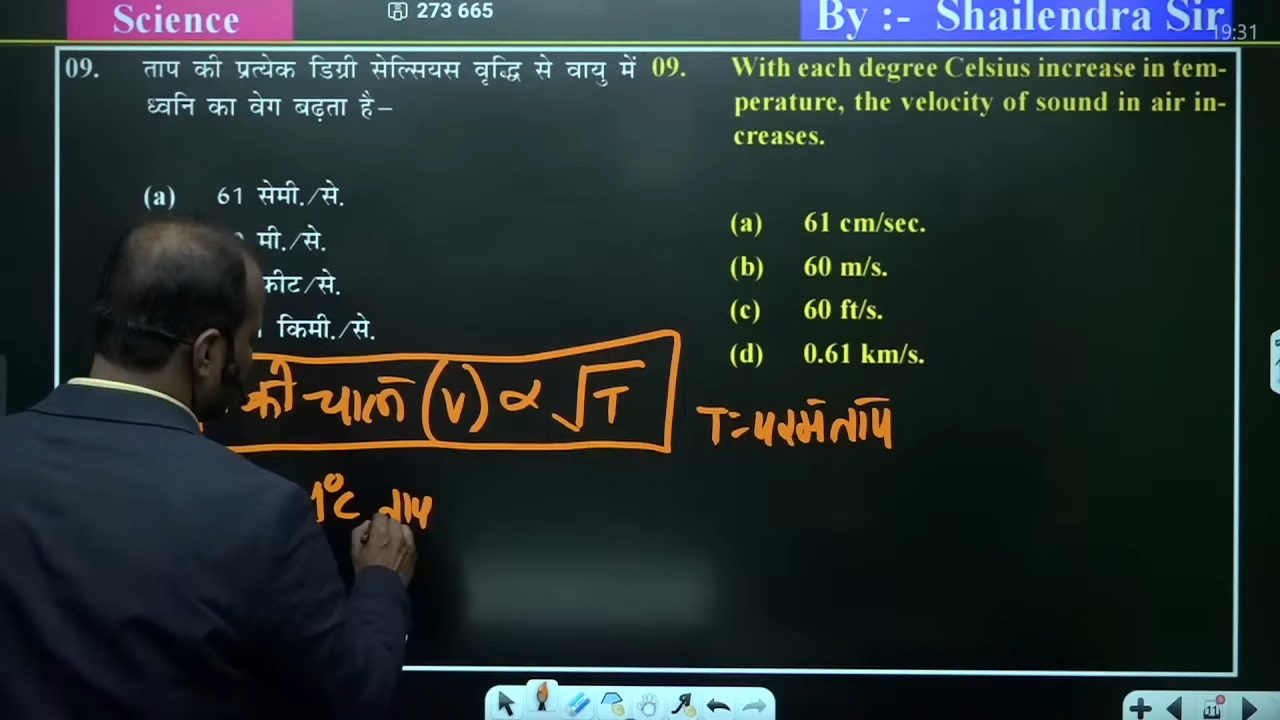 Science
273 665
By :- Shailendra Sir
19:31
09. ताप की प्रत्येक डिग्री सेल्सियस वृद्धि से वायु में
ध्वनि का वेग बढ़ता है–
(a) 61 सेमी./से.
मी./से.
फीट/से.
किमी./से.
09. With each degree Celsius increase in tem-
perature, the velocity of sound in air in-
creases.
(a) 61 cm/sec.
(b) 60 m/s.
(c) 60 ft/s.
(d) 0.61 km/s.
की चाल (V) ∝ √T
T = परम ताप
1°C ताप
11